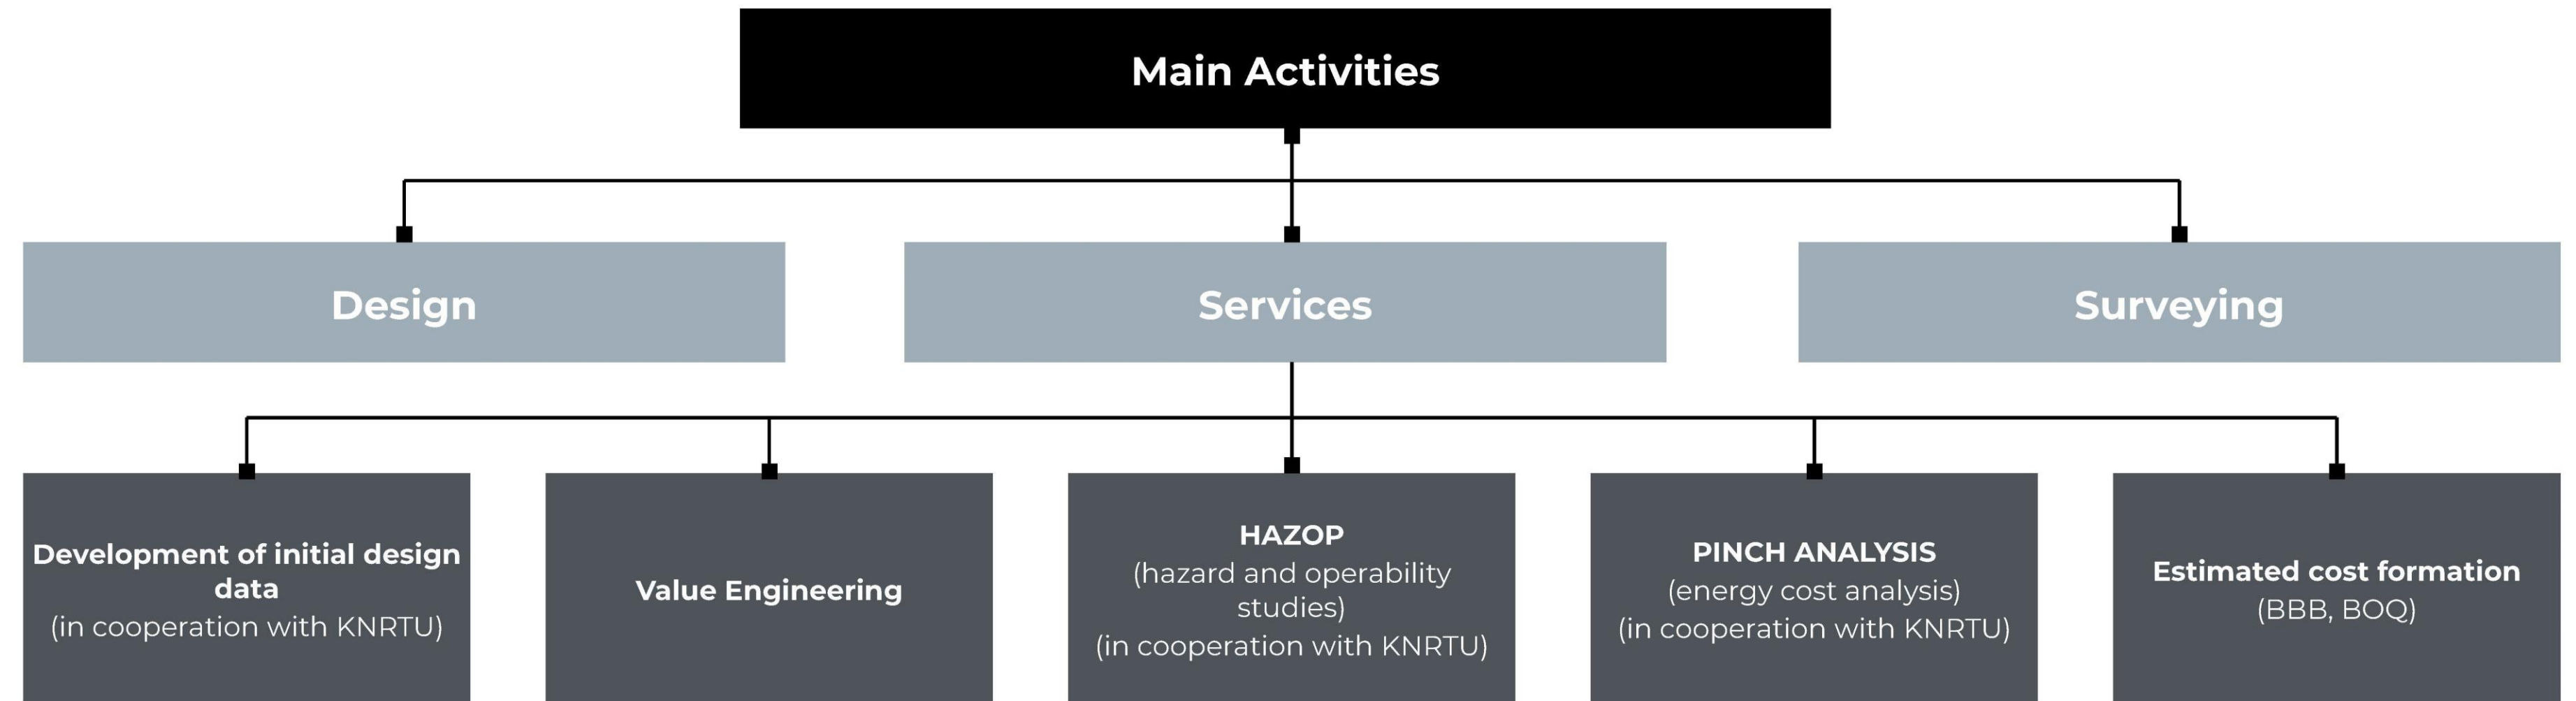 Main Activities
Design
Services
Surveying
Development of initial design
data
(in cooperation with KNRTU)
Value Engineering
HAZOP
(hazard and operability
studies)
(in cooperation with KNRTU)
PINCH ANALYSIS
(energy cost analysis)
(in cooperation with KNRTU)
Estimated cost formation
(BBB, BOQ)